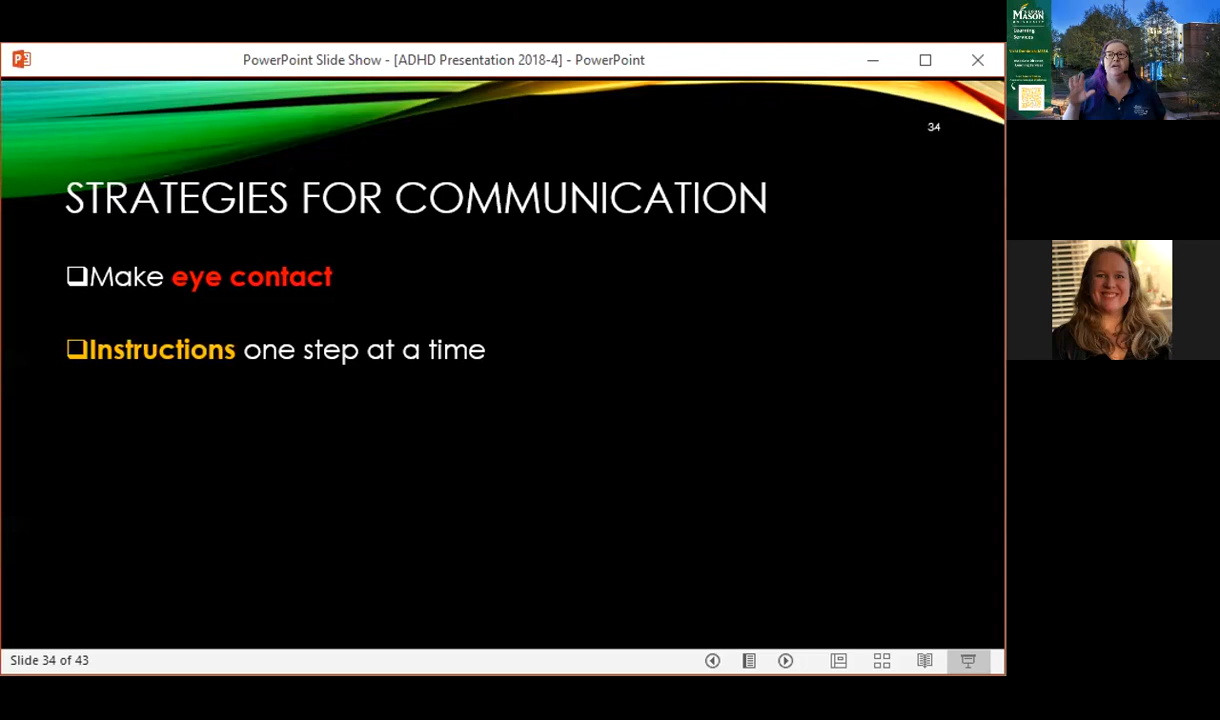 PowerPoint Slide Show - [ADHD Presentation 2018-4] - PowerPoint
34
STRATEGIES FOR COMMUNICATION
Make eye contact
Instructions one step at a time
Slide 34 of 43
MASON
Learning
Services